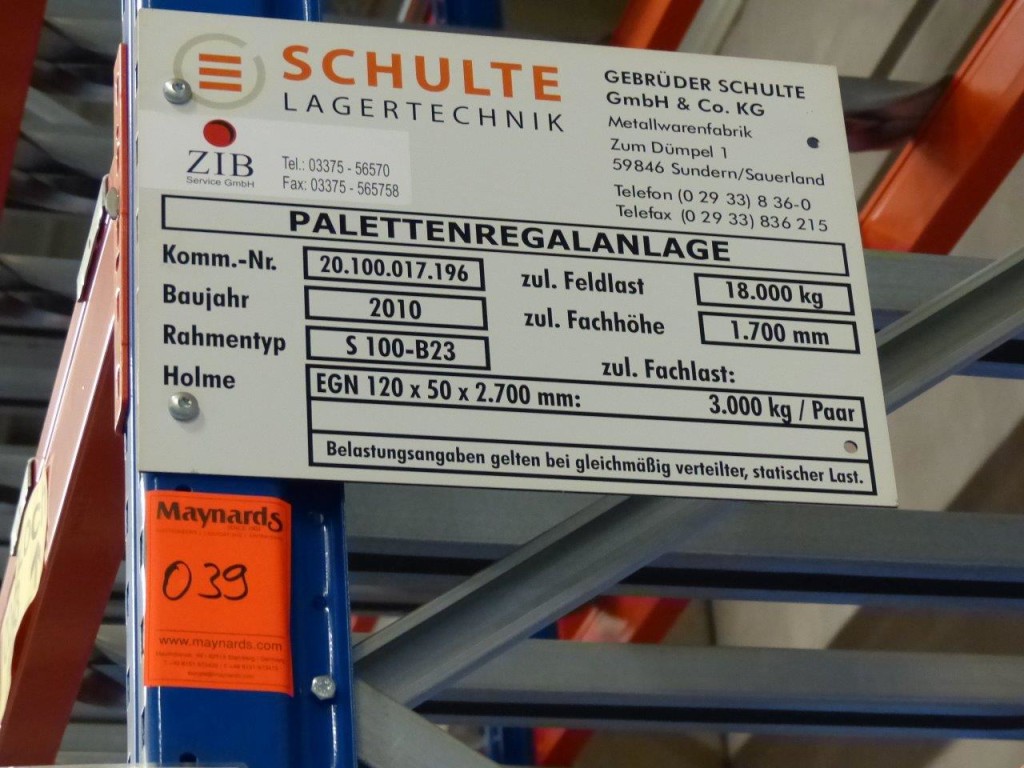 SCHULTE
LAGERTECHNIK
GEBRÜDER SCHULTE
GmbH & Co. KG
Metallwarenfabrik
Zum Dümpel 1
59846 Sundern/Sauerland
Telefon (0 29 33) 8 36-0
Telefax (0 29 33) 836 215
ZIB
Service GmbH
Tel.: 03375 - 56570
Fax: 03375 - 565758
PALETTENREGALANLAGE
Komm.-Nr. 20.100.017.196 zul. Feldlast 18.000 kg
Baujahr 2010 zul. Fachhöhe 1.700 mm
Rahmentyp S 100-B23 zul. Fachlast:
Holme EGN 120 x 50 x 2.700 mm: 3.000 kg / Paar
Belastungsangaben gelten bei gleichmäßig verteilter, statischer Last.
Maynards
039
www.maynards.com